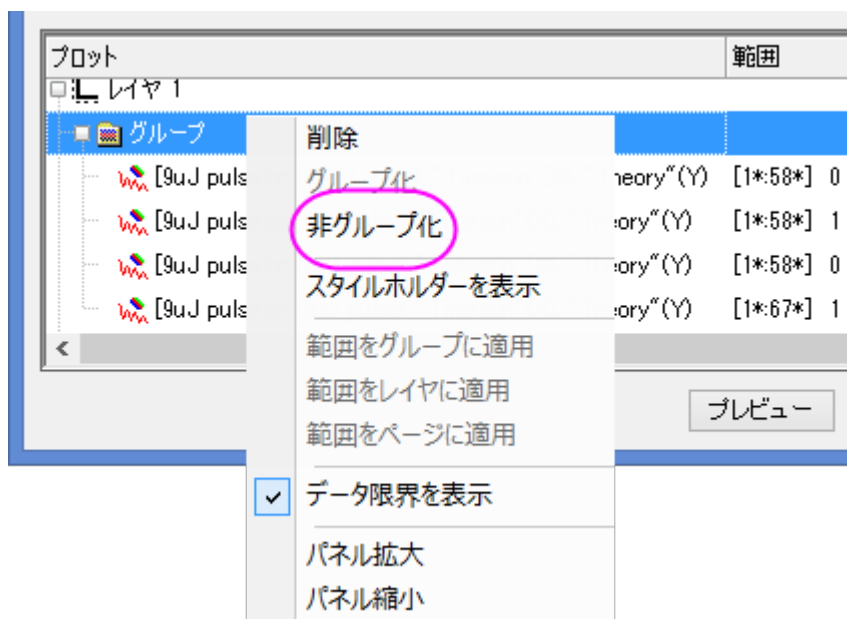 プロット 範囲
レイヤ 1
グループ
[9uJ puls heory"(Y) [1*:58*] 0
[9uJ puls eory"(Y) [1*:58*] 1
[9uJ puls eory"(Y) [1*:58*] 0
[9uJ puls eory"(Y) [1*:67*] 1
削除
グループ化
非グループ化
スタイルホルダーを表示
範囲をグループに適用
範囲をレイヤに適用
範囲をページに適用
データ限界を表示
パネル拡大
パネル縮小
プレビュー